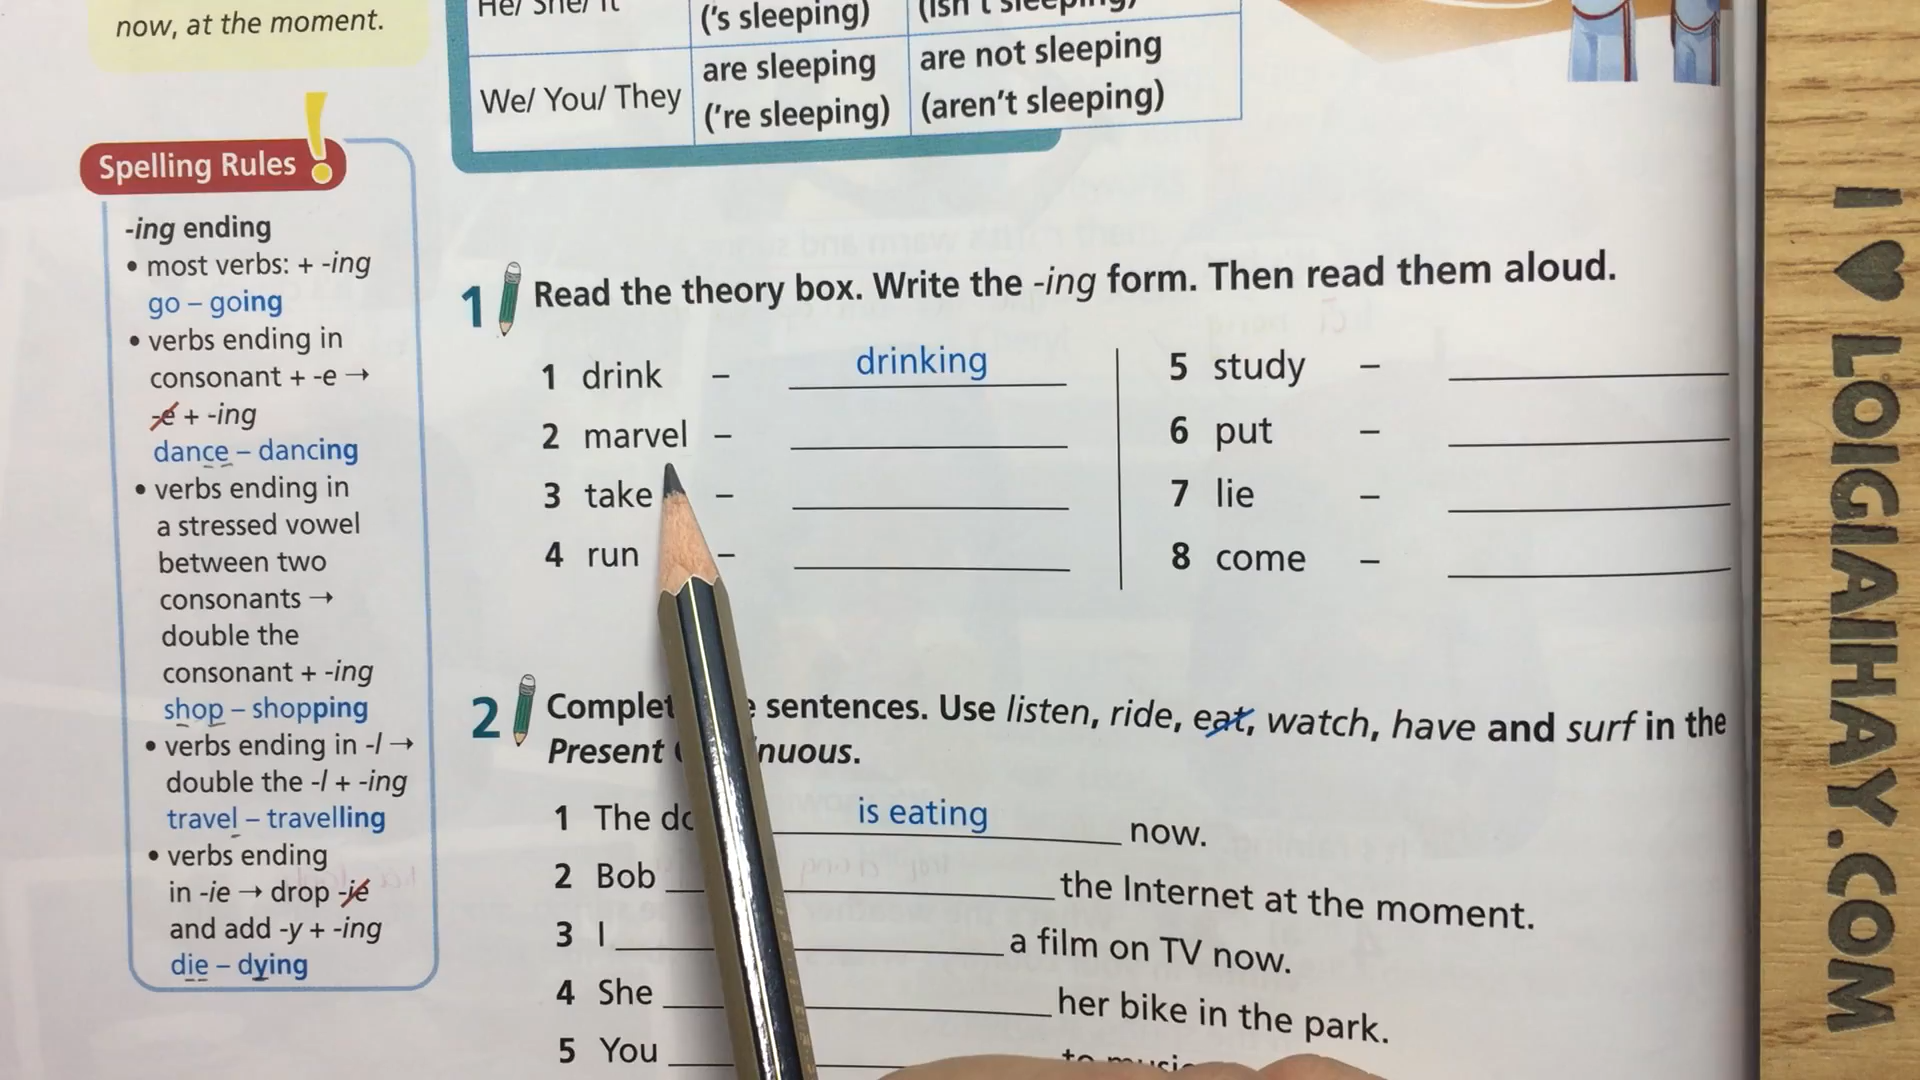 now, at the moment.
He/ She/ It
('s sleeping)
(isn't sleeping)
We/ You/ They
are sleeping
('re sleeping)
are not sleeping
(aren't sleeping)
Spelling Rules
-ing ending
• most verbs: + -ing
go – going
• verbs ending in
consonant + -e →
-e + -ing
dance – dancing
• verbs ending in
a stressed vowel
between two
consonants →
double the
consonant + -ing
shop – shopping
• verbs ending in -l →
double the -l + -ing
travel – travelling
• verbs ending
in -ie → drop -ie
and add -y + -ing
die – dying
1 Read the theory box. Write the -ing form. Then read them aloud.
1 drink – drinking
2 marvel –
3 take –
4 run –
5 study –
6 put –
7 lie –
8 come –
2 sentences. Use listen, ride, eat, watch, have and surf in the
Present
1 The is eating now.
2 Bob the Internet at the moment.
3 I a film on TV now.
4 She her bike in the park.
5 You
I ♥ LOIGIAIHAY.COM